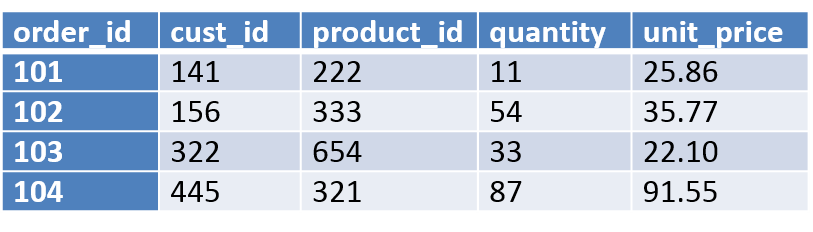 order_id cust_id product_id quantity unit_price
101 141 222 11 25.86
102 156 333 54 35.77
103 322 654 33 22.10
104 445 321 87 91.55